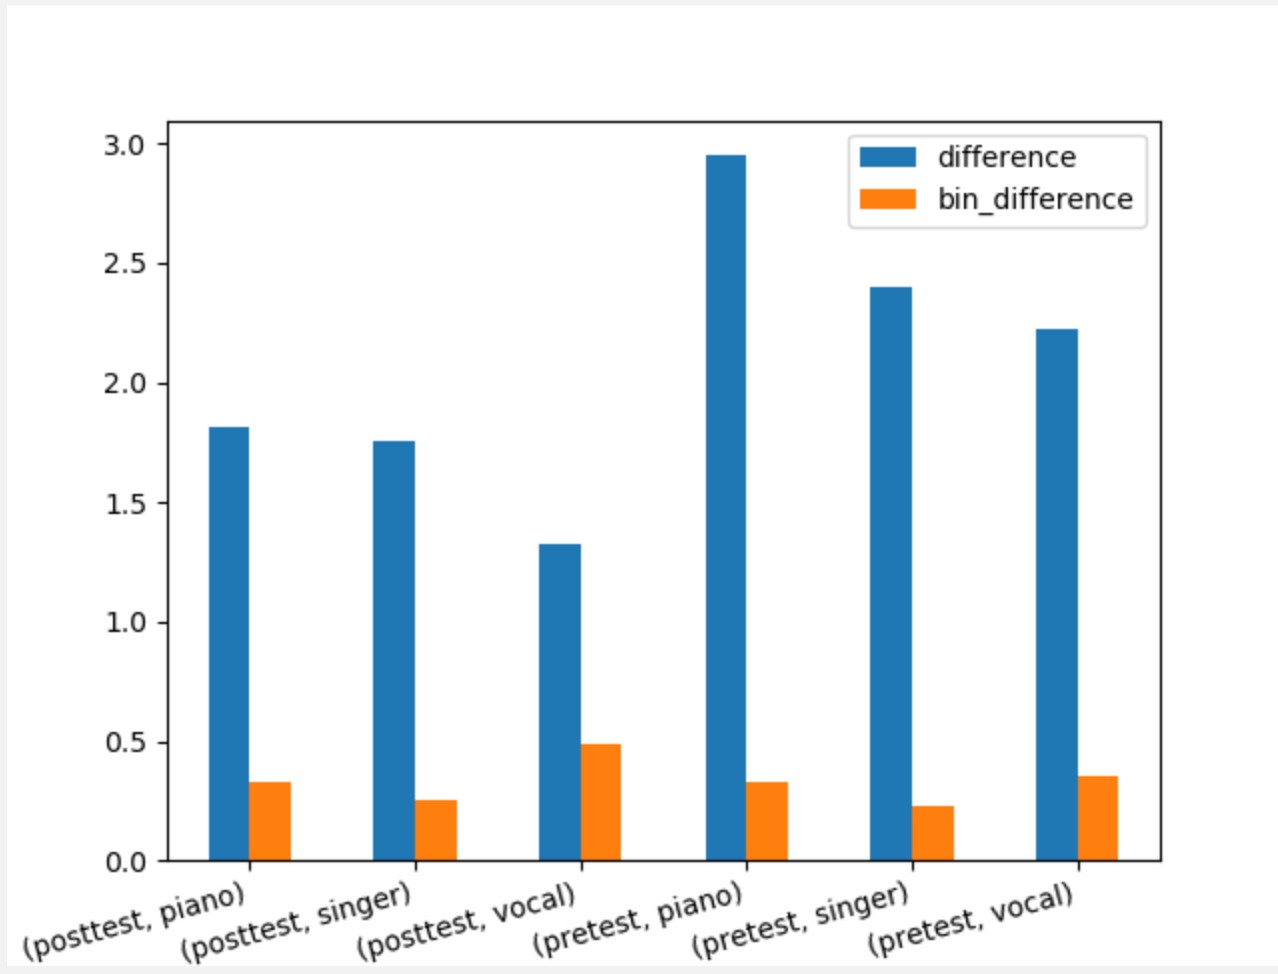 3.0
2.5
2.0
1.5
1.0
0.5
0.0
difference
bin_difference
(posttest, piano)
(posttest, singer)
(posttest, vocal)
(pretest, piano)
(pretest, singer)
(pretest, vocal)